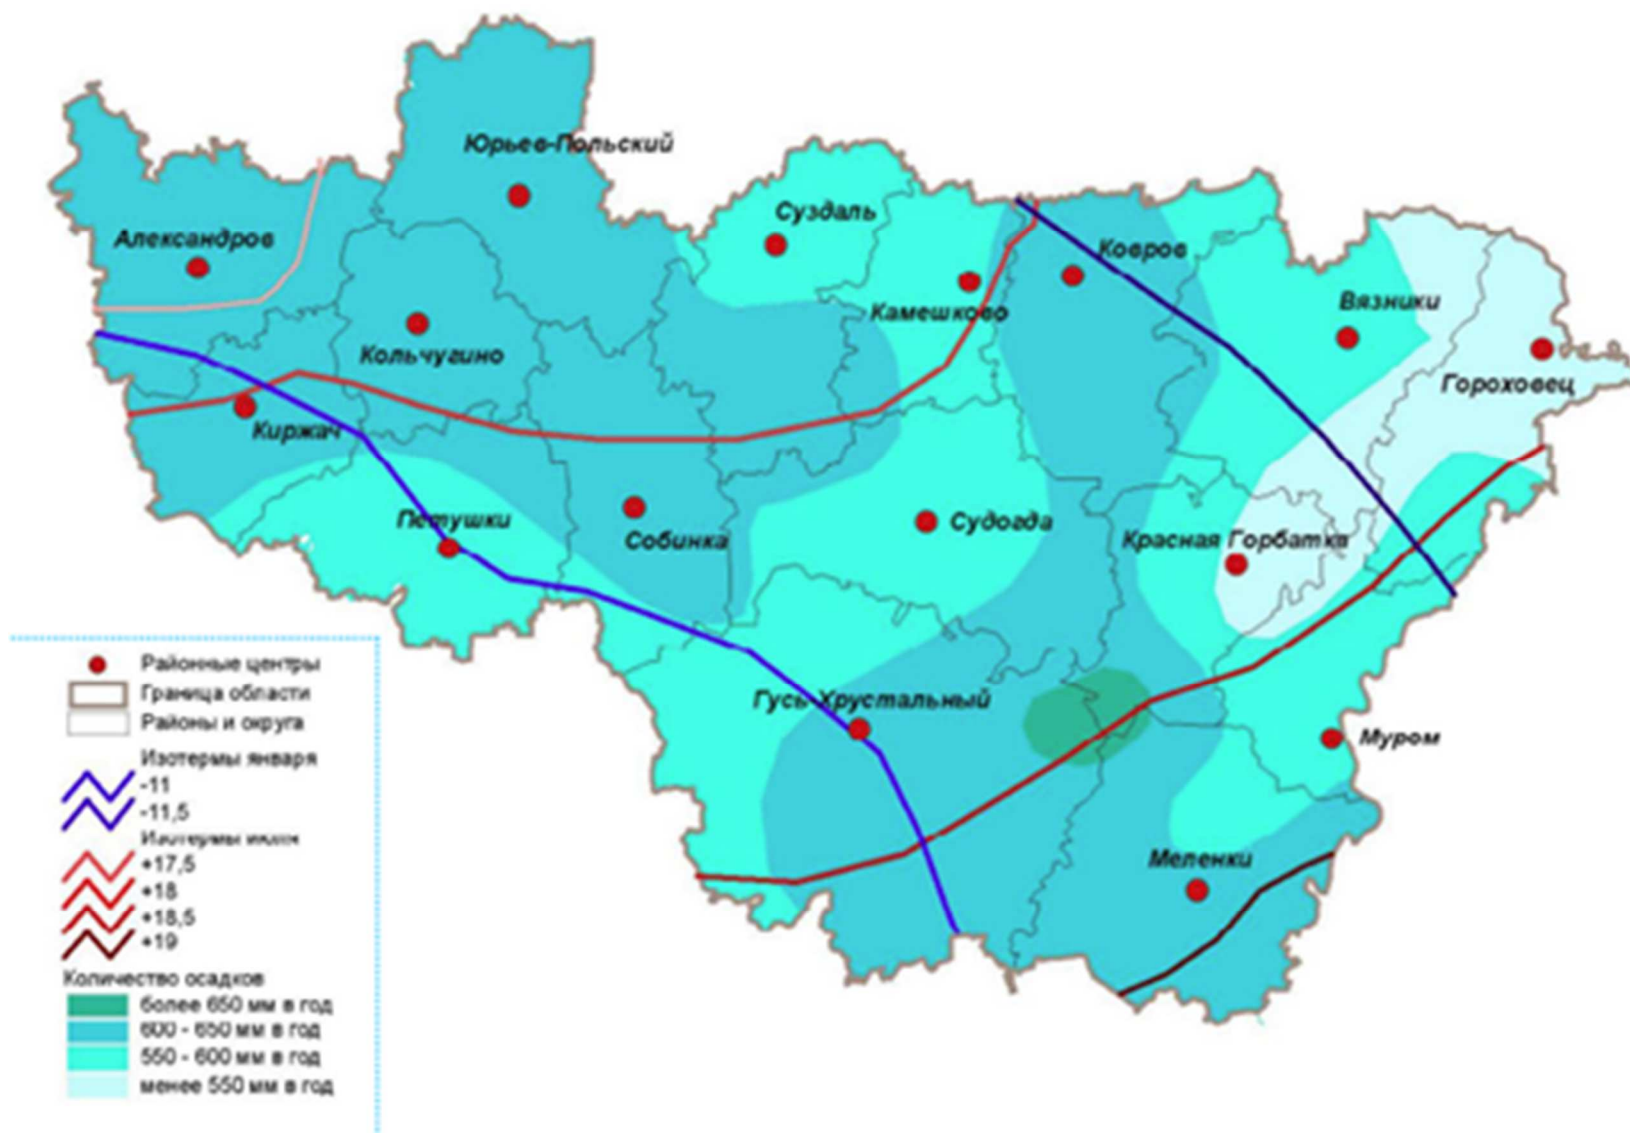 Юрьев-Польский
Суздаль
Александров
Ковров
Камешково
Вязники
Кольчугино
Гороховец
Киржач
Петушки
Собинка
Судогда
Красная Горбатка
Гусь-Хрустальный
Муром
Меленки
Районные центры
Граница области
Районы и округа
Изотермы января
-11
-11,5
Изотермы июля
+17,5
+18
+18,5
+19
Количество осадков
более 650 мм в год
600 - 650 мм в год
550 - 600 мм в год
менее 550 мм в год